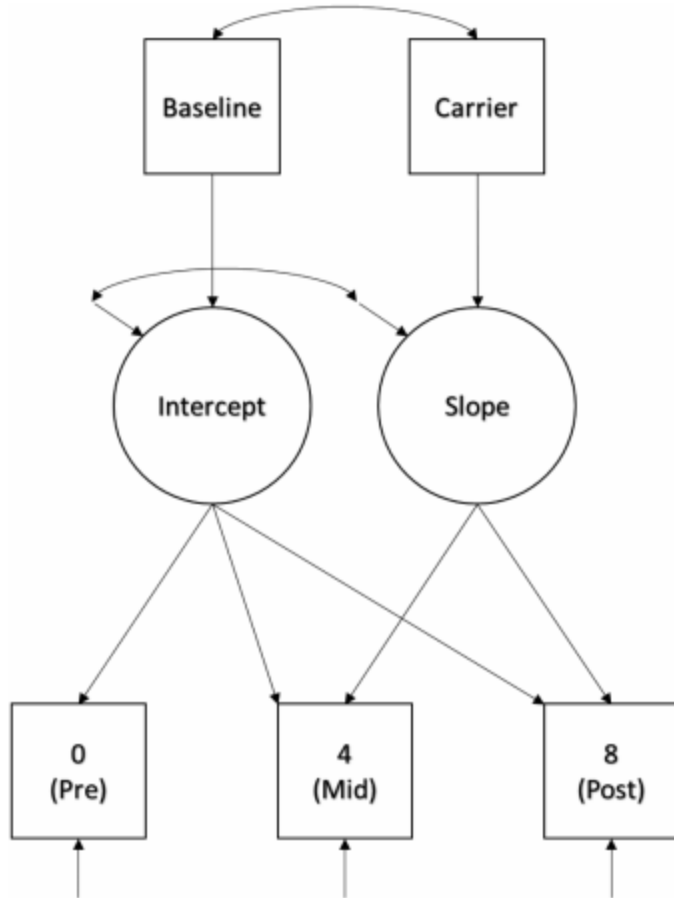 Baseline
Carrier
Intercept
Slope
0
(Pre)
4
(Mid)
8
(Post)